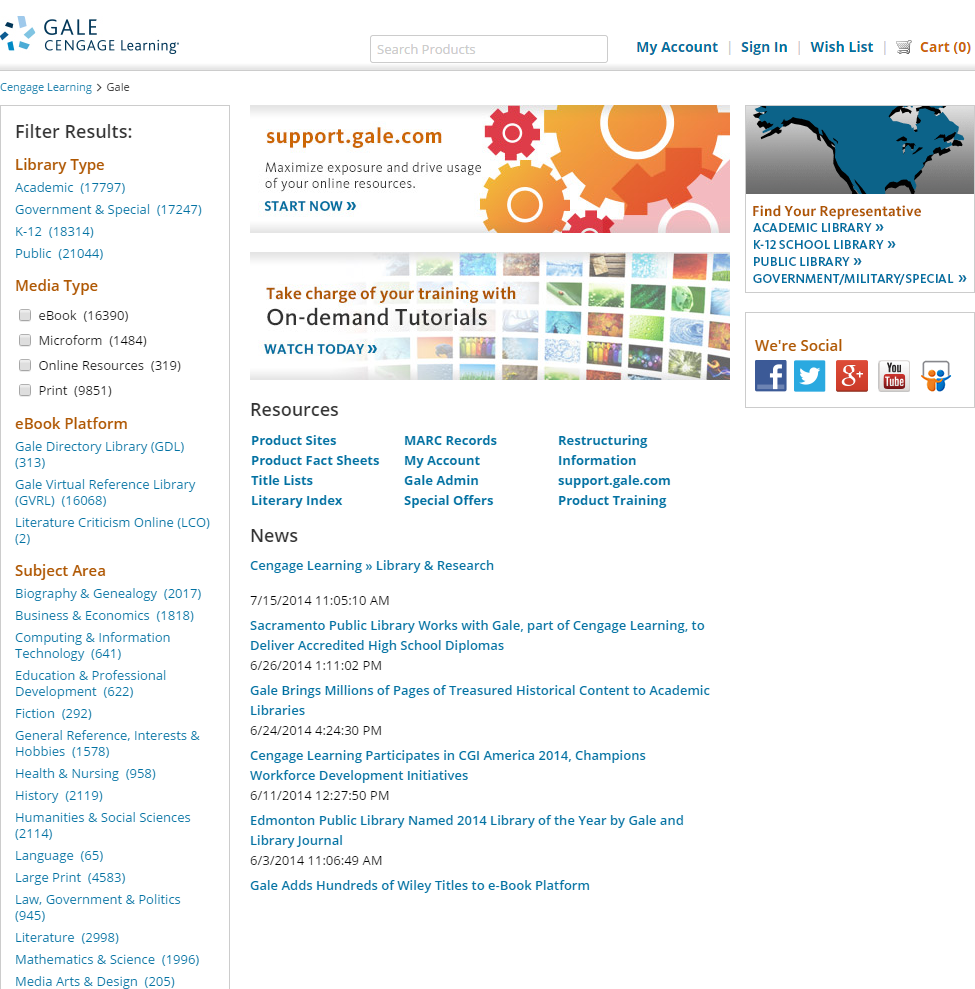 GALE
CENGAGE Learning®
Search Products
My Account | Sign In | Wish List | Cart (0)
Cengage Learning > Gale
Filter Results:
Library Type
Academic (17797)
Government & Special (17247)
K-12 (18314)
Public (21044)
Media Type
eBook (16390)
Microform (1484)
Online Resources (319)
Print (9851)
eBook Platform
Gale Directory Library (GDL)
(313)
Gale Virtual Reference Library
(GVRL) (16068)
Literature Criticism Online (LCO)
(2)
Subject Area
Biography & Genealogy (2017)
Business & Economics (1818)
Computing & Information
Technology (641)
Education & Professional
Development (622)
Fiction (292)
General Reference, Interests &
Hobbies (1578)
Health & Nursing (958)
History (2119)
Humanities & Social Sciences
(2114)
Language (65)
Large Print (4583)
Law, Government & Politics
(945)
Literature (2998)
Mathematics & Science (1996)
Media Arts & Design (205)
support.gale.com
Maximize exposure and drive usage
of your online resources.
START NOW »
Take charge of your training with
On-demand Tutorials
WATCH TODAY »
Resources
Product Sites
Product Fact Sheets
Title Lists
Literary Index
MARC Records
My Account
Gale Admin
Special Offers
Restructuring
Information
support.gale.com
Product Training
News
Cengage Learning » Library & Research
7/15/2014 11:05:10 AM
Sacramento Public Library Works with Gale, part of Cengage Learning, to
Deliver Accredited High School Diplomas
6/26/2014 1:11:02 PM
Gale Brings Millions of Pages of Treasured Historical Content to Academic
Libraries
6/24/2014 4:24:30 PM
Cengage Learning Participates in CGI America 2014, Champions
Workforce Development Initiatives
6/11/2014 12:27:50 PM
Edmonton Public Library Named 2014 Library of the Year by Gale and
Library Journal
6/3/2014 11:06:49 AM
Gale Adds Hundreds of Wiley Titles to e-Book Platform
Find Your Representative
ACADEMIC LIBRARY »
K-12 SCHOOL LIBRARY »
PUBLIC LIBRARY »
GOVERNMENT/MILITARY/SPECIAL »
We're Social
f
g+
You
Tube